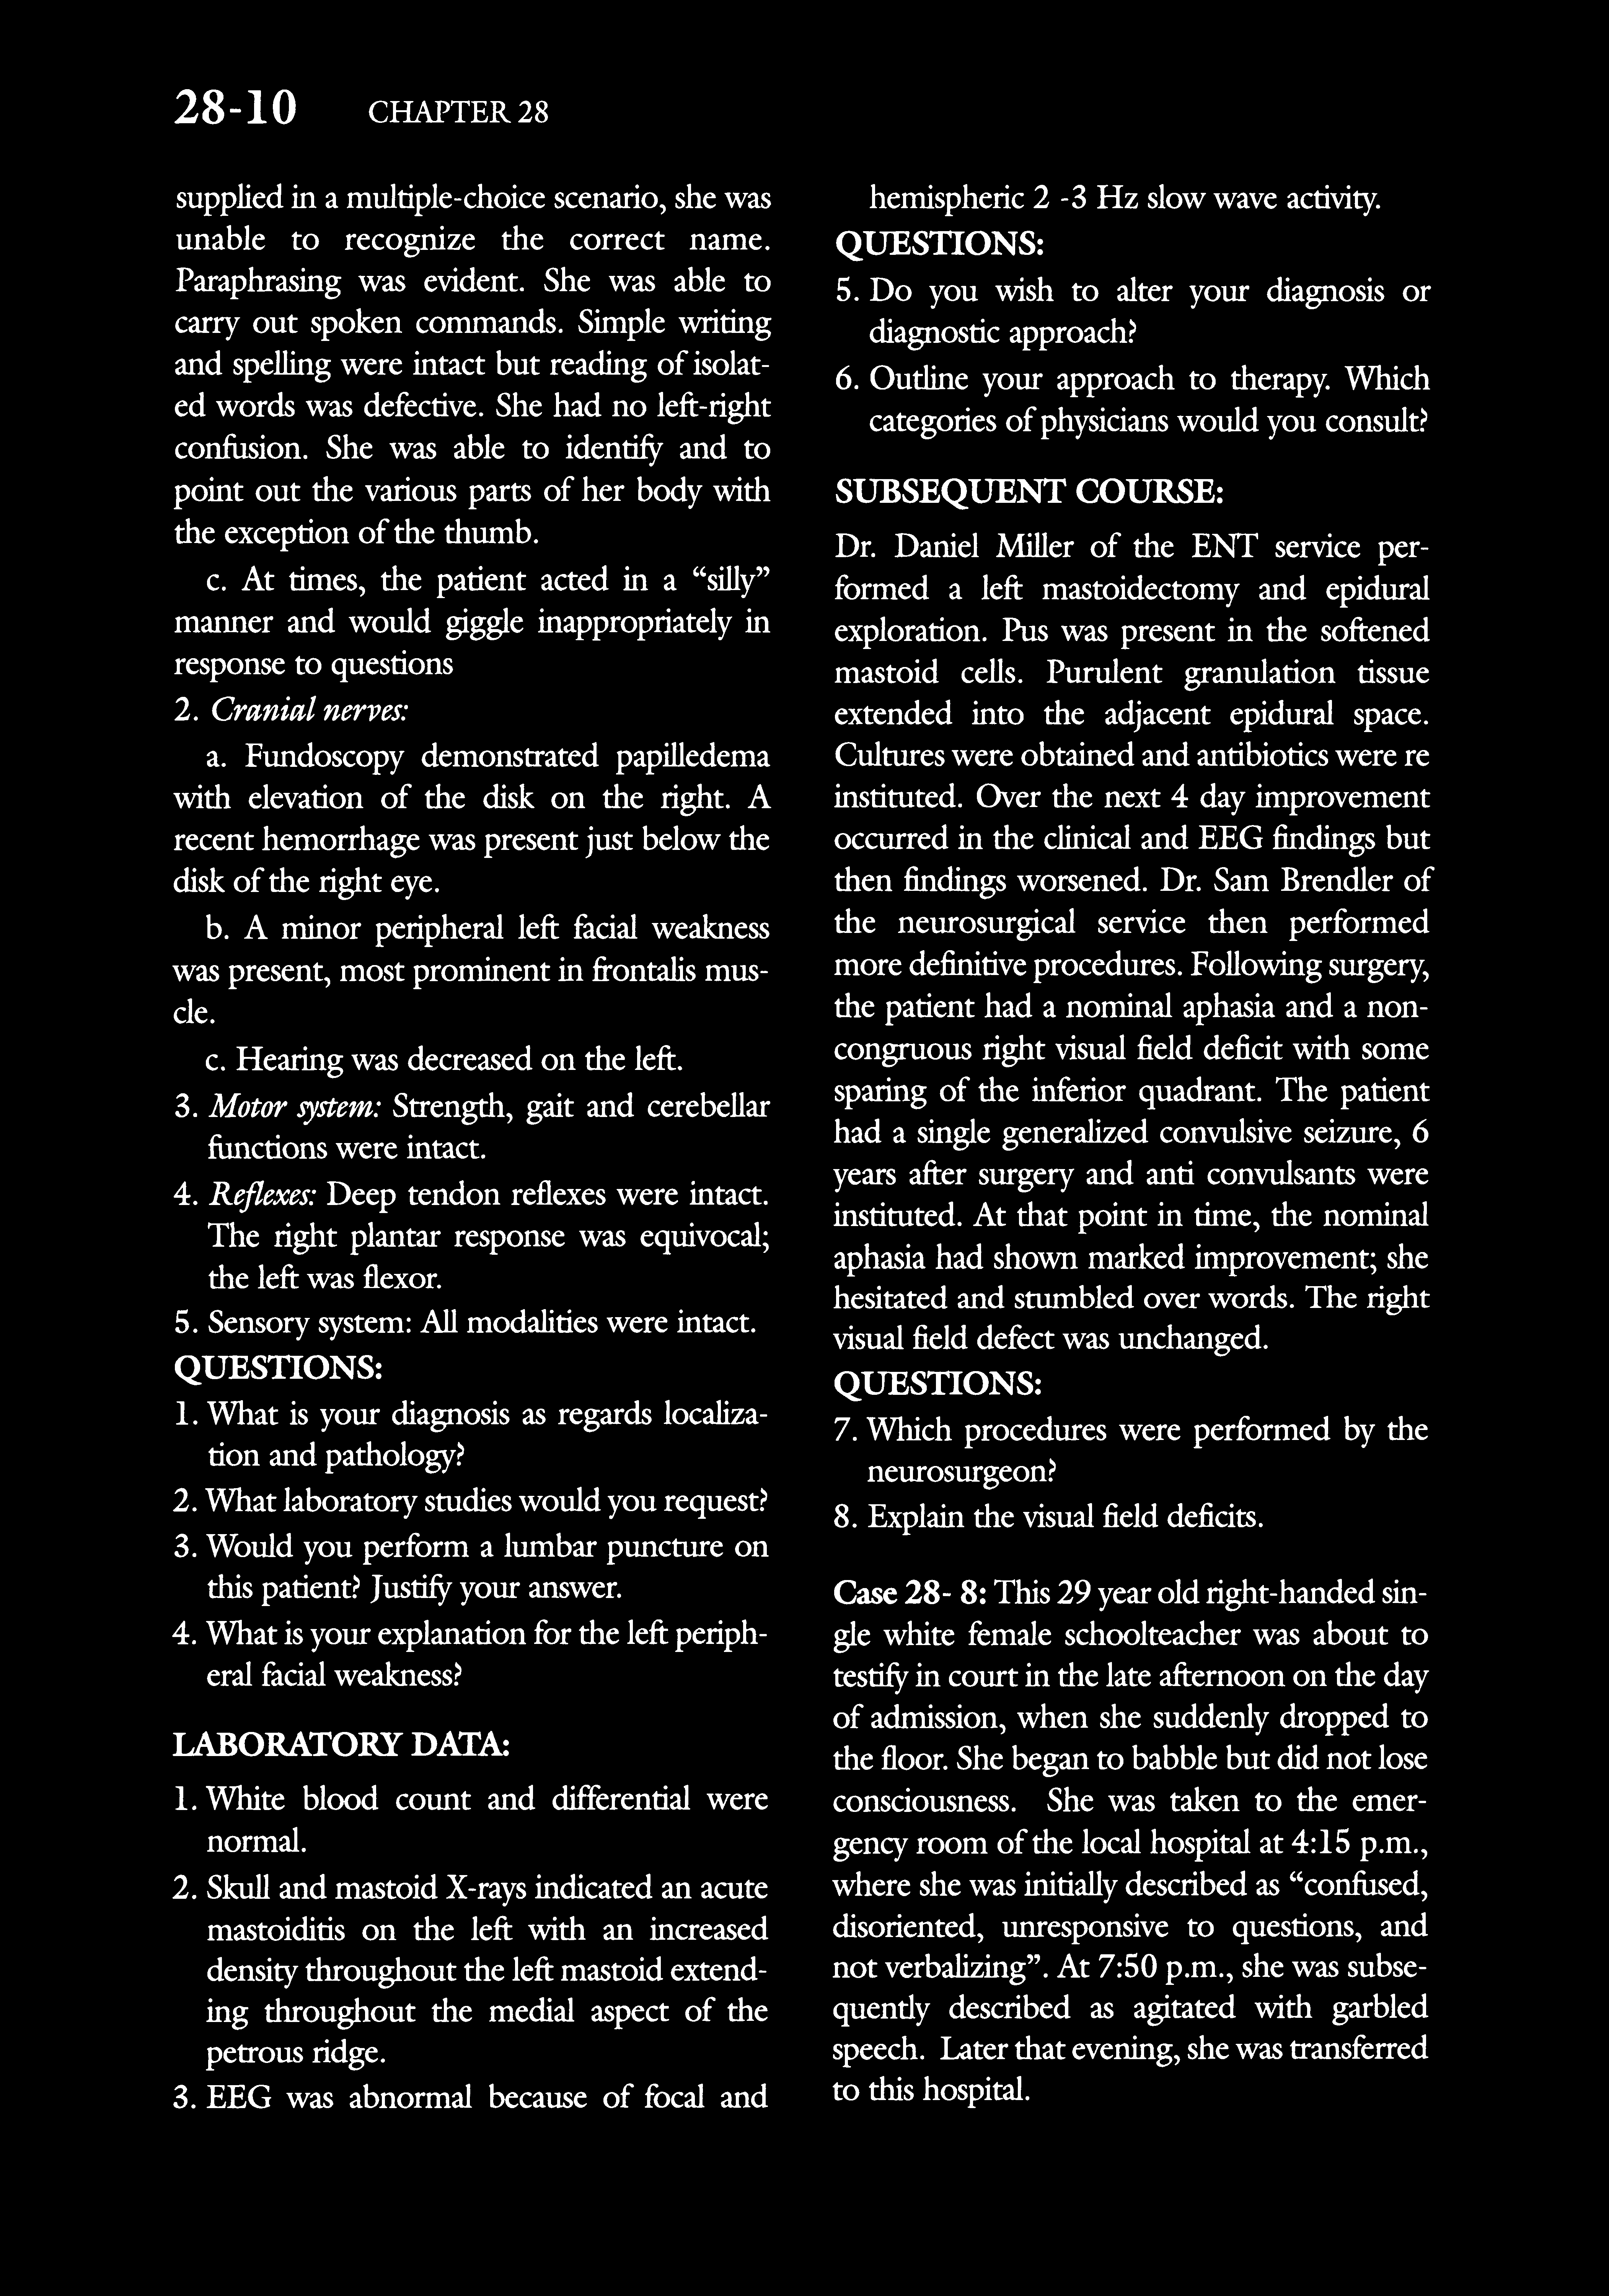 28-10 CHAPTER 28
supplied in a multiple-choice scenario, she was
unable to recognize the correct name.
Paraphrasing was evident. She was able to
carry out spoken commands. Simple writing
and spelling were intact but reading of isolat-
ed words was defective. She had no left-right
confusion. She was able to identify and to
point out the various parts of her body with
the exception of the thumb.
c. At times, the patient acted in a “silly”
manner and would giggle inappropriately in
response to questions
2. Cranial nerves:
a. Fundoscopy demonstrated papilledema
with elevation of the disk on the right. A
recent hemorrhage was present just below the
disk of the right eye.
b. A minor peripheral left facial weakness
was present, most prominent in frontalis mus-
cle.
c. Hearing was decreased on the left.
3. Motor system: Strength, gait and cerebellar
functions were intact.
4. Reflexes: Deep tendon reflexes were intact.
The right plantar response was equivocal;
the left was flexor.
5. Sensory system: All modalities were intact.
QUESTIONS:
1. What is your diagnosis as regards localiza-
tion and pathology?
2. What laboratory studies would you request?
3. Would you perform a lumbar puncture on
this patient? Justify your answer.
4. What is your explanation for the left periph-
eral facial weakness?
LABORATORY DATA:
1. White blood count and differential were
normal.
2. Skull and mastoid X-rays indicated an acute
mastoiditis on the left with an increased
density throughout the left mastoid extend-
ing throughout the medial aspect of the
petrous ridge.
3. EEG was abnormal because of focal and
hemispheric 2 -3 Hz slow wave activity.
QUESTIONS:
5. Do you wish to alter your diagnosis or
diagnostic approach?
6. Outline your approach to therapy. Which
categories of physicians would you consult?
SUBSEQUENT COURSE:
Dr. Daniel Miller of the ENT service per-
formed a left mastoidectomy and epidural
exploration. Pus was present in the softened
mastoid cells. Purulent granulation tissue
extended into the adjacent epidural space.
Cultures were obtained and antibiotics were re
instituted. Over the next 4 day improvement
occurred in the clinical and EEG findings but
then findings worsened. Dr. Sam Brendler of
the neurosurgical service then performed
more definitive procedures. Following surgery,
the patient had a nominal aphasia and a non-
congruous right visual field deficit with some
sparing of the inferior quadrant. The patient
had a single generalized convulsive seizure, 6
years after surgery and anti convulsants were
instituted. At that point in time, the nominal
aphasia had shown marked improvement; she
hesitated and stumbled over words. The right
visual field defect was unchanged.
QUESTIONS:
7. Which procedures were performed by the
neurosurgeon?
8. Explain the visual field deficits.
Case 28- 8: This 29 year old right-handed sin-
gle white female schoolteacher was about to
testify in court in the late afternoon on the day
of admission, when she suddenly dropped to
the floor. She began to babble but did not lose
consciousness. She was taken to the emer-
gency room of the local hospital at 4:15 p.m.,
where she was initially described as “confused,
disoriented, unresponsive to questions, and
not verbalizing”. At 7:50 p.m., she was subse-
quently described as agitated with garbled
speech. Later that evening, she was transferred
to this hospital.